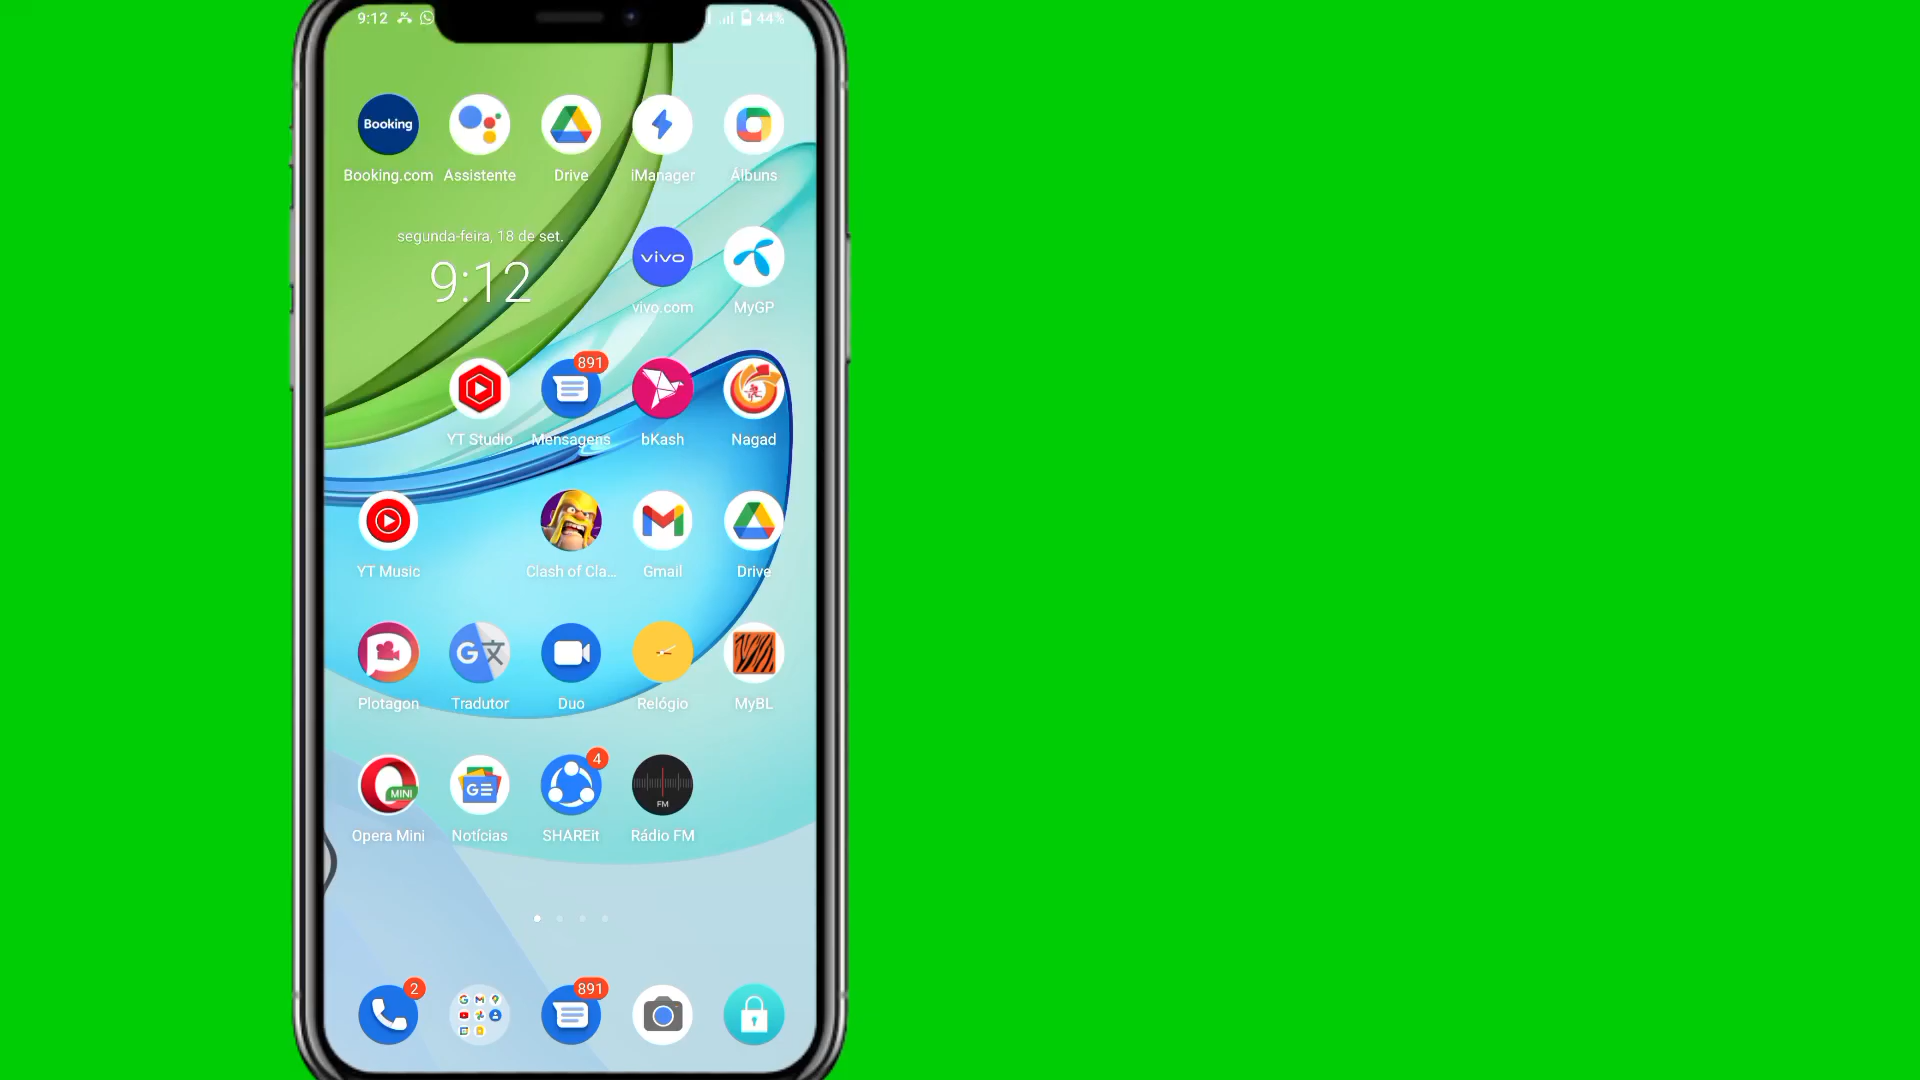 9:12 44%
Booking
Booking.com Assistente Drive iManager Álbuns
segunda-feira, 18 de set.
9:12
vivo
vivo.com MyGP
891
YT Studio Mensagens bKash Nagad
YT Music Clash of Cla... Gmail Drive
Plotagon Tradutor Duo Relógio MyBL
4
MINI
GE
FM
Opera Mini Notícias SHAREit Rádio FM
2 891